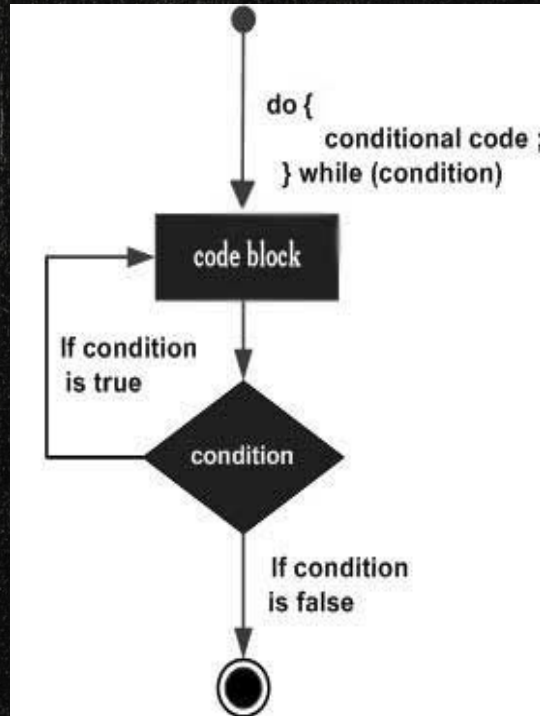 do {
conditional code ;
} while (condition)
code block
If condition
is true
condition
If condition
is false